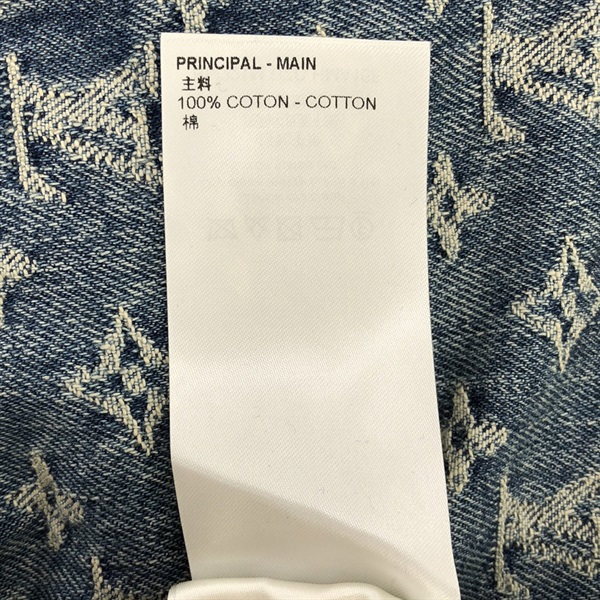 PRINCIPAL - MAIN
主料
100% COTON - COTTON
棉